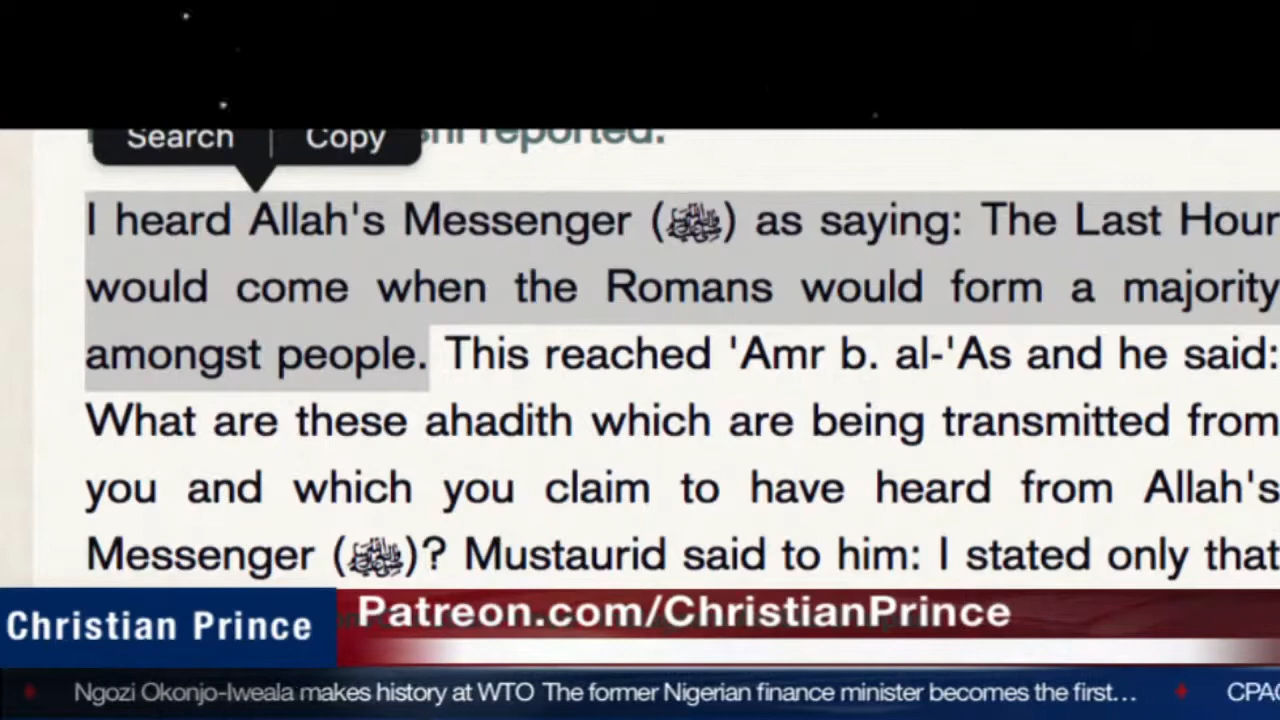 Search | Copy
shi reported.
I heard Allah's Messenger (ﷺ) as saying: The Last Hour
would come when the Romans would form a majority
amongst people. This reached 'Amr b. al-'As and he said:
What are these ahadith which are being transmitted from
you and which you claim to have heard from Allah's
Messenger (ﷺ)? Mustaurid said to him: I stated only that
Christian Prince
Patreon.com/ChristianPrince
Ngozi Okonjo-Iweala makes history at WTO The former Nigerian finance minister becomes the first... CPAC